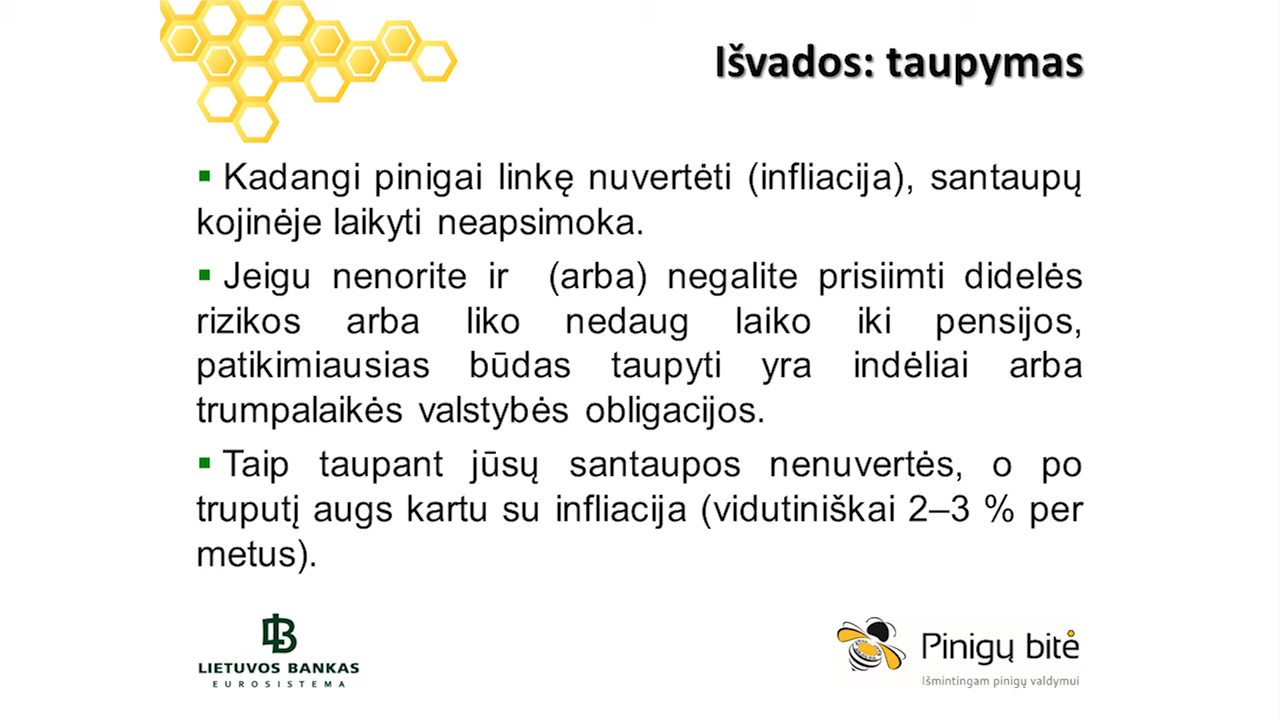 Išvados: taupymas
▪ Kadangi pinigai linkę nuvertėti (infliacija), santaupų
kojinėje laikyti neapsimoka.
▪ Jeigu nenorite ir (arba) negalite prisiimti didelės
rizikos arba liko nedaug laiko iki pensijos,
patikimiausias būdas taupyti yra indėliai arba
trumpalaikės valstybės obligacijos.
▪ Taip taupant jūsų santaupos nenuvertės, o po
truputį augs kartu su infliacija (vidutiniškai 2–3 % per
metus).
LIETUVOS BANKAS
EUROSISTEMA
Pinigų bitė
Išmintingam pinigų valdymui